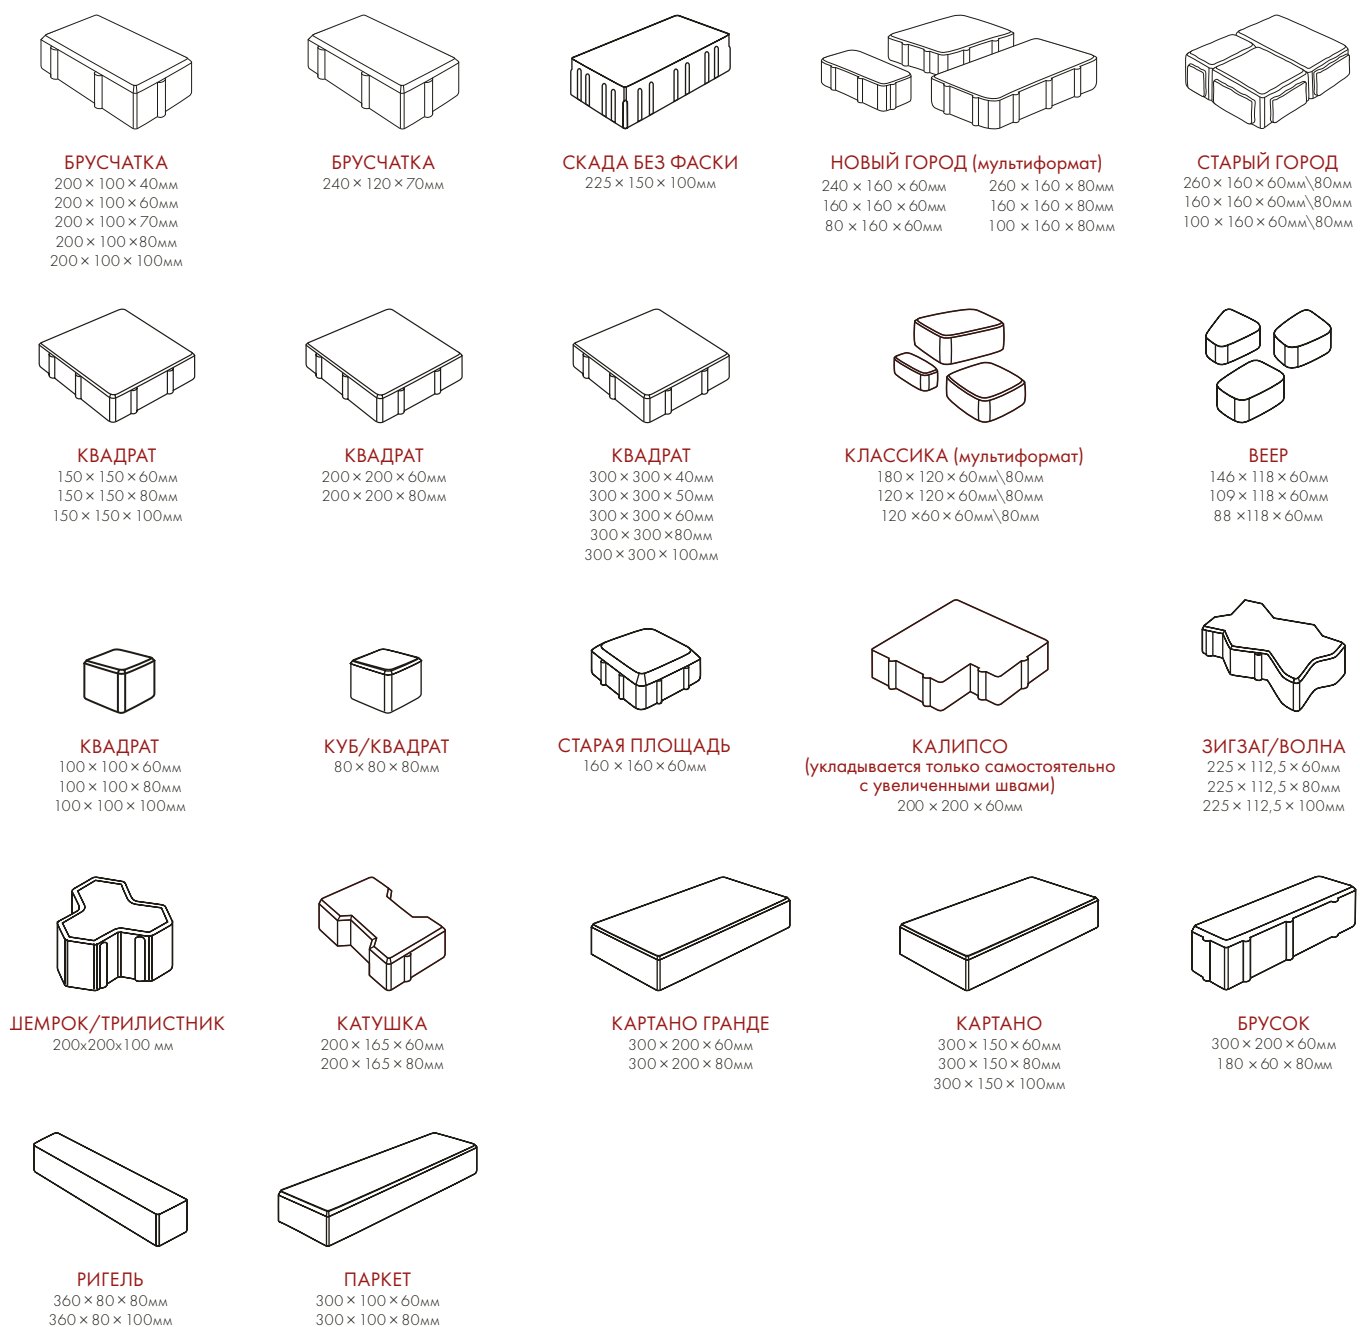 БРУСЧАТКА
200 × 100 × 40мм
200 × 100 × 60мм
200 × 100 × 70мм
200 × 100 ×80мм
200 × 100 × 100мм
БРУСЧАТКА
240 × 120 × 70мм
СКАДА БЕЗ ФАСКИ
225 × 150 × 100мм
НОВЫЙ ГОРОД (мультиформат)
240 × 160 × 60мм 260 × 160 × 80мм
160 × 160 × 60мм 160 × 160 × 80мм
80 × 160 × 60мм 100 × 160 × 80мм
СТАРЫЙ ГОРОД
260 × 160 × 60мм\80мм
160 × 160 × 60мм\80мм
100 × 160 × 60мм\80мм
КВАДРАТ
150 × 150 × 60мм
150 × 150 × 80мм
150 × 150 × 100мм
КВАДРАТ
200 × 200 × 60мм
200 × 200 × 80мм
КВАДРАТ
300 × 300 × 40мм
300 × 300 × 50мм
300 × 300 × 60мм
300 × 300 ×80мм
300 × 300 × 100мм
КЛАССИКА (мультиформат)
180 × 120 × 60мм\80мм
120 × 120 × 60мм\80мм
120 ×60 × 60мм\80мм
ВЕЕР
146 × 118 × 60мм
109 × 118 × 60мм
88 ×118 × 60мм
КВАДРАТ
100 × 100 × 60мм
100 × 100 × 80мм
100 × 100 × 100мм
КУБ/КВАДРАТ
80 × 80 × 80мм
СТАРАЯ ПЛОЩАДЬ
160 × 160 × 60мм
КАЛИПСО
(укладывается только самостоятельно
с увеличенными швами)
200 × 200 × 60мм
ЗИГЗАГ/ВОЛНА
225 × 112,5 × 60мм
225 × 112,5 × 80мм
225 × 112,5 × 100мм
ШЕМРОК/ТРИЛИСТНИК
200x200x100 мм
КАТУШКА
200 × 165 × 60мм
200 × 165 × 80мм
КАРТАНО ГРАНДЕ
300 × 200 × 60мм
300 × 200 × 80мм
КАРТАНО
300 × 150 × 60мм
300 × 150 × 80мм
300 × 150 × 100мм
БРУСОК
300 × 200 × 60мм
180 × 60 × 80мм
РИГЕЛЬ
360 × 80 × 80мм
360 × 80 × 100мм
ПАРКЕТ
300 × 100 × 60мм
300 × 100 × 80мм